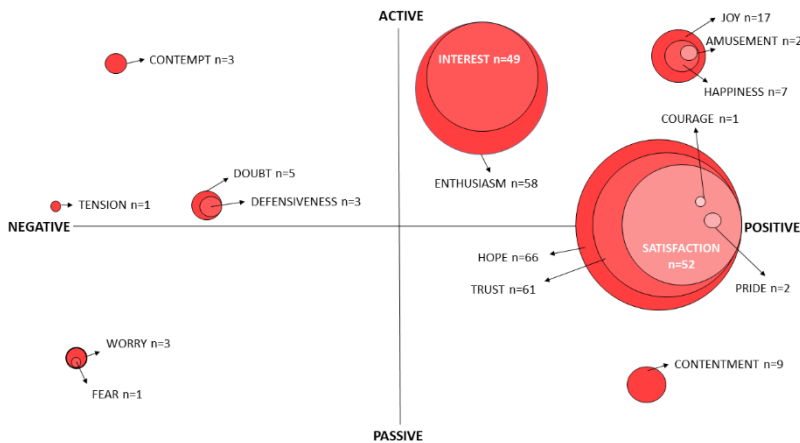 ACTIVE
JOY n=17
AMUSEMENT n=2
CONTEMPT n=3
INTEREST n=49
HAPPINESS n=7
COURAGE n=1
DOUBT n=5
ENTHUSIASM n=58
DEFENSIVENESS n=3
TENSION n=1
NEGATIVE
POSITIVE
SATISFACTION
n=52
HOPE n=66
TRUST n=61
PRIDE n=2
WORRY n=3
CONTENTMENT n=9
FEAR n=1
PASSIVE